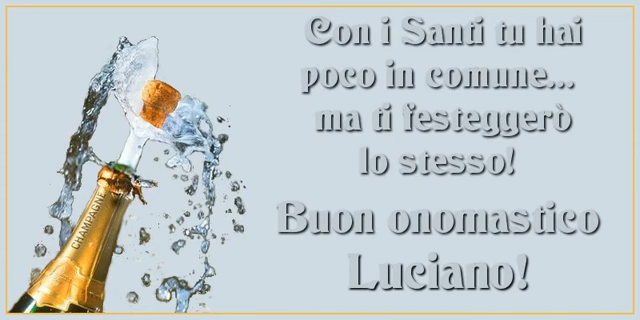 Con i Santi tu hai
poco in comune...
ma ti festeggerò
lo stesso!
Buon onomastico
Luciano!
CHAMPAGNE